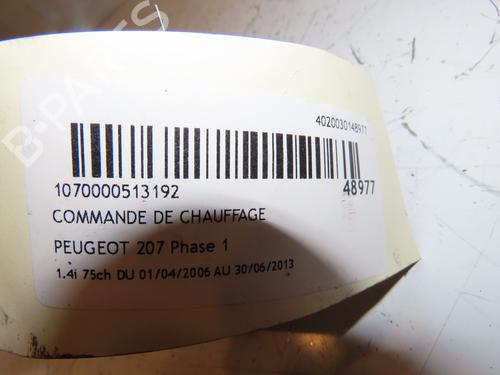 B-PARTS
4020030148977
1070000513192
48977
COMMANDE DE CHAUFFAGE
PEUGEOT 207 Phase 1
1.4i 75ch DU 01/04/2006 AU 30/06/2013